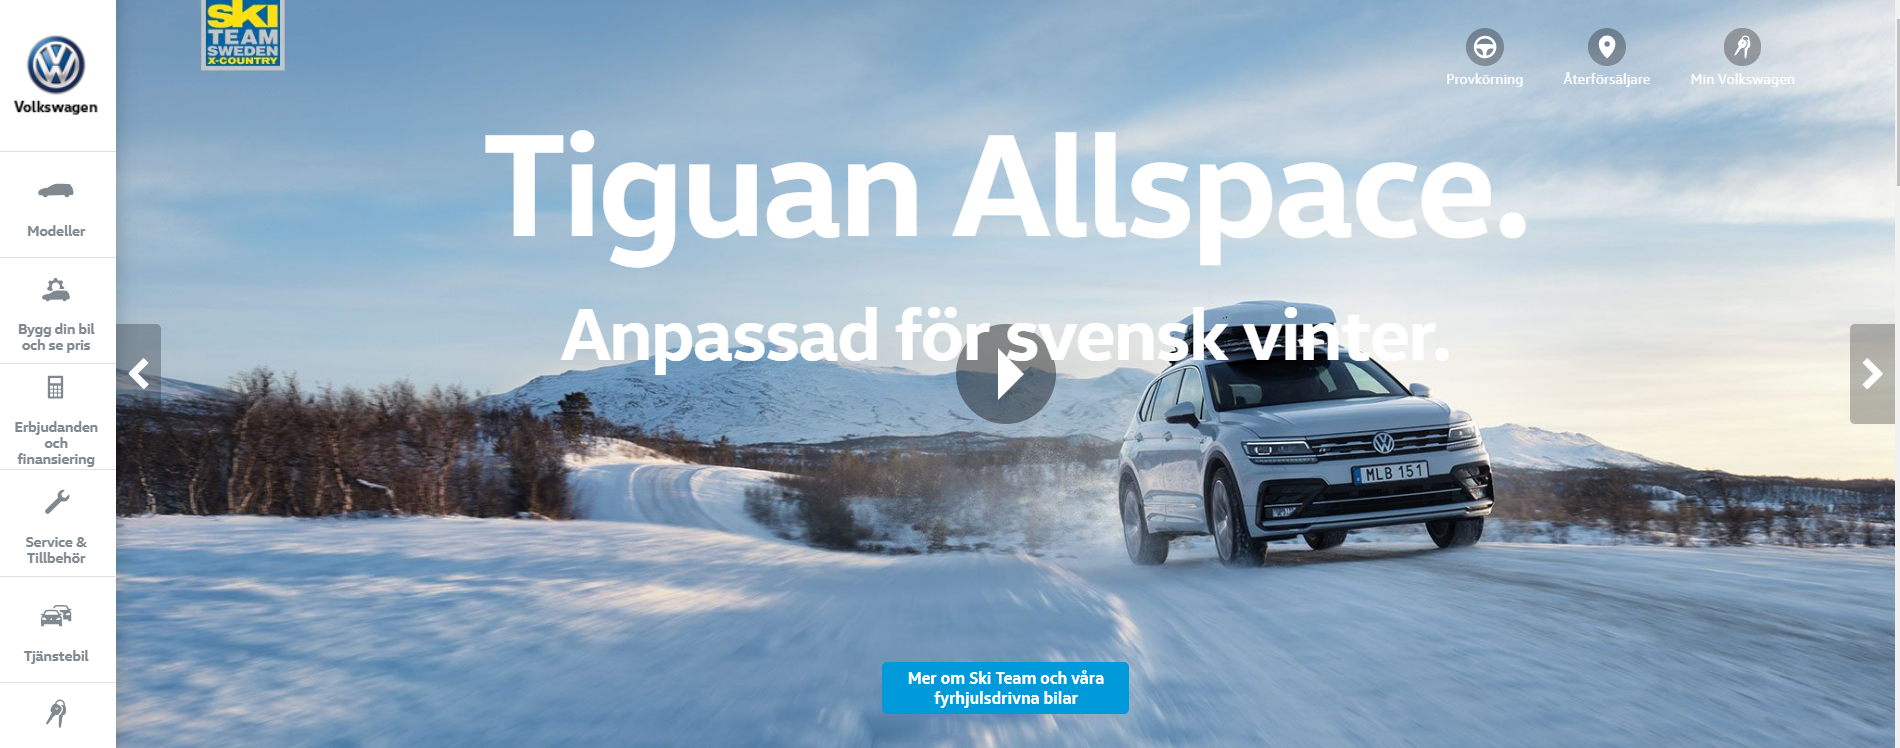 SKI
TEAM
SWEDEN
X-COUNTRY
Volkswagen
Provkörning
Återförsäljare
Min Volkswagen
Tiguan Allspace.
Anpassad för svensk vinter.
Modeller
Bygg din bil
och se pris
Erbjudanden
och
finansiering
Service &
Tillbehör
Tjänstebil
MLB 151
Mer om Ski Team och våra
fyrhjulsdrivna bilar